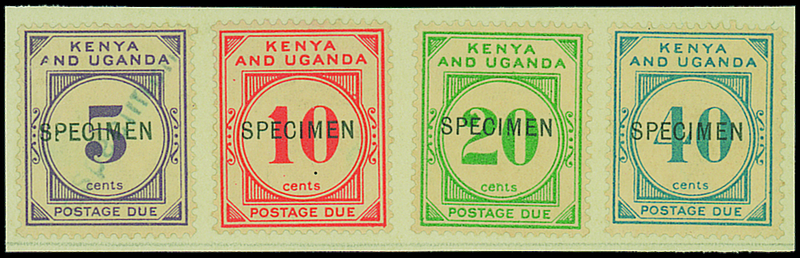 KENYA
AND UGANDA
5
SPECIMEN
cents
POSTAGE DUE
KENYA
AND UGANDA
10
SPECIMEN
cents
POSTAGE DUE
KENYA
AND UGANDA
20
SPECIMEN
cents
POSTAGE DUE
KENYA
AND UGANDA
40
SPECIMEN
cents
POSTAGE DUE